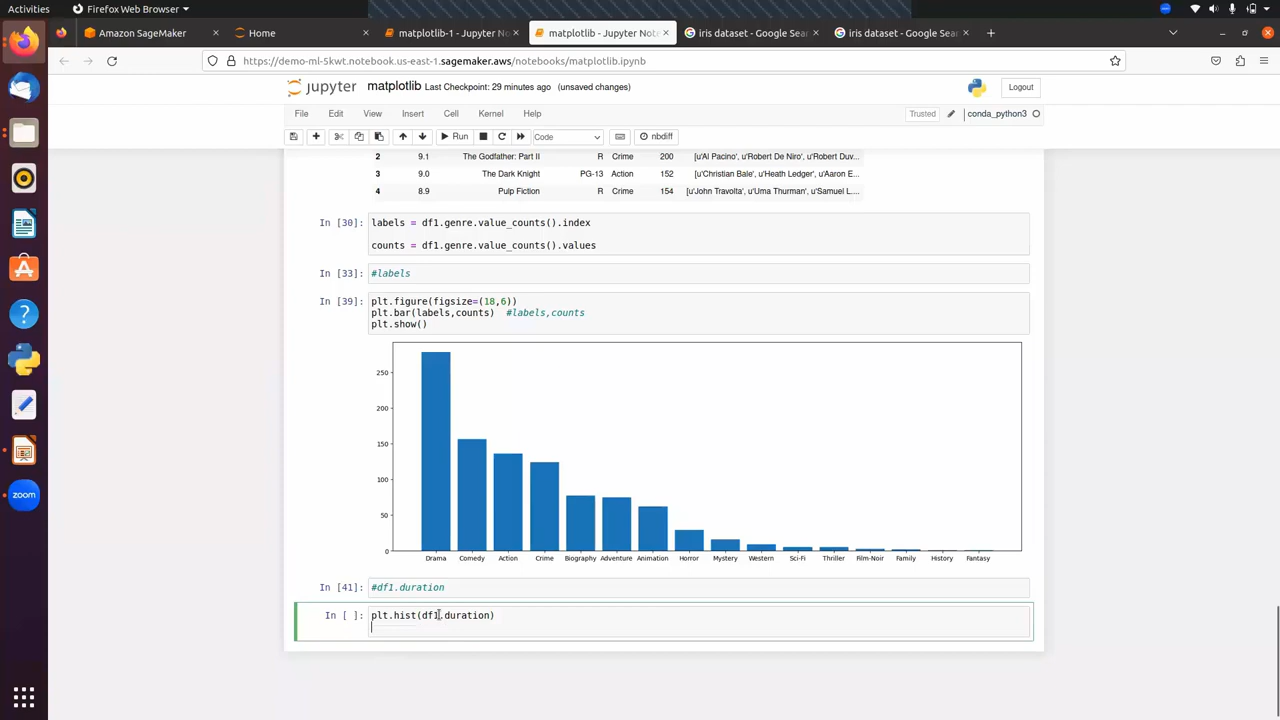 Activities
Firefox Web Browser
Amazon SageMaker
Home
matplotlib-1 - Jupyter N
matplotlib - Jupyter Note
iris dataset - Google Sear
iris dataset - Google Sear
https://demo-ml-5kwt.notebook.us-east-1.sagemaker.aws/notebooks/matplotlib.ipynb
jupyter matplotlib Last Checkpoint: 29 minutes ago (unsaved changes)
Logout
File Edit View Insert Cell Kernel Help
Trusted
conda_python3
Run
Code
nbdiff
2 9.1 The Godfather: Part II R Crime 200 [u'Al Pacino', u'Robert De Niro', u'Robert Duv...
3 9.0 The Dark Knight PG-13 Action 152 [u'Christian Bale', u'Heath Ledger', u'Aaron E...
4 8.9 Pulp Fiction R Crime 154 [u'John Travolta', u'Uma Thurman', u'Samuel L....
In [30]: labels = df1.genre.value_counts().index
counts = df1.genre.value_counts().values
In [33]: #labels
In [39]: plt.figure(figsize=(18,6))
plt.bar(labels,counts) #labels,counts
plt.show()
250
200
150
100
50
0
Drama Comedy Action Crime Biography Adventure Animation Horror Mystery Western Sci-Fi Thriller Film-Noir Family History Fantasy
In [41]: #df1.duration
In [ ]: plt.hist(df1.duration)
zoom